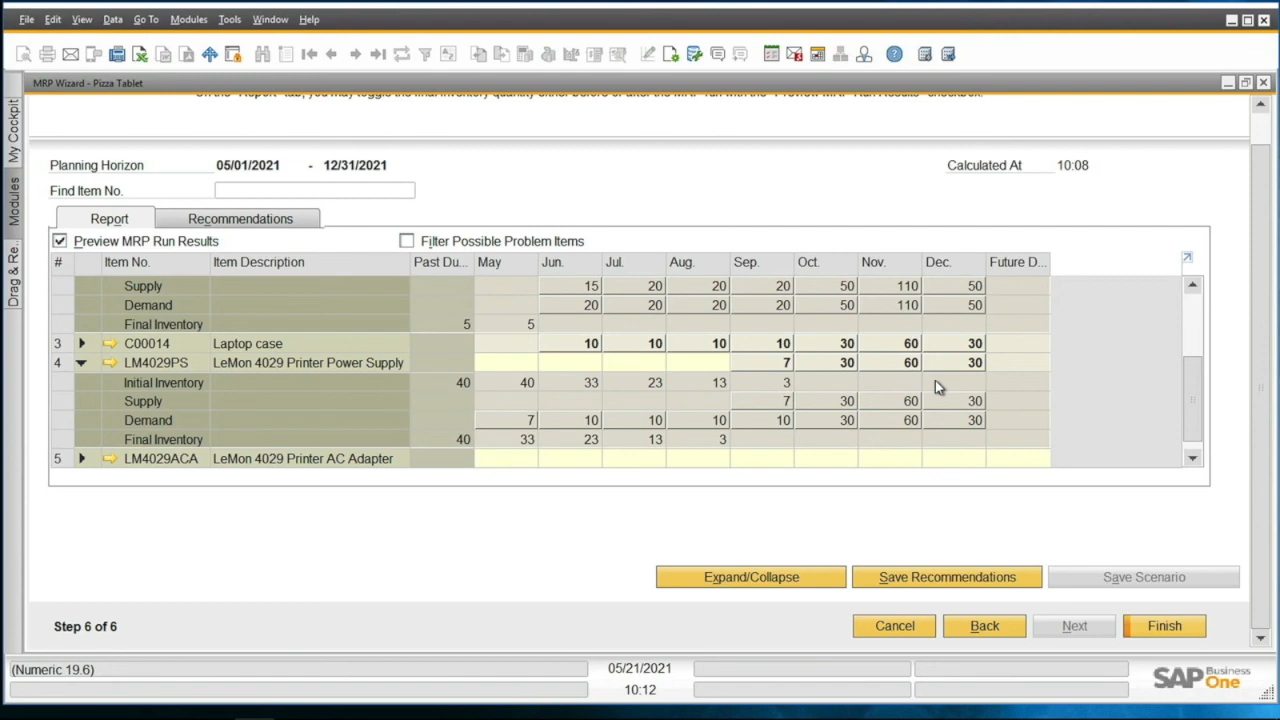 File Edit View Data Go To Modules Tools Window Help
MRP Wizard - Pizza Tablet
My Cockpit
Modules
Drag & Re..
Planning Horizon 05/01/2021 - 12/31/2021 Calculated At 10:08
Find Item No.
Report Recommendations
Preview MRP Run Results Filter Possible Problem Items
# Item No. Item Description Past Du... May Jun. Jul. Aug. Sep. Oct. Nov. Dec. Future D...
Supply 15 20 20 20 50 110 50
Demand 20 20 20 20 50 110 50
Final Inventory 5 5
3 C00014 Laptop case 10 10 10 10 30 60 30
4 LM4029PS LeMon 4029 Printer Power Supply 7 30 60 30
Initial Inventory 40 40 33 23 13 3
Supply 7 30 60 30
Demand 7 10 10 10 10 30 60 30
Final Inventory 40 33 23 13 3
5 LM4029ACA LeMon 4029 Printer AC Adapter
Expand/Collapse Save Recommendations Save Scenario
Step 6 of 6 Cancel Back Next Finish
(Numeric 19.6) 05/21/2021
10:12
SAP Business One